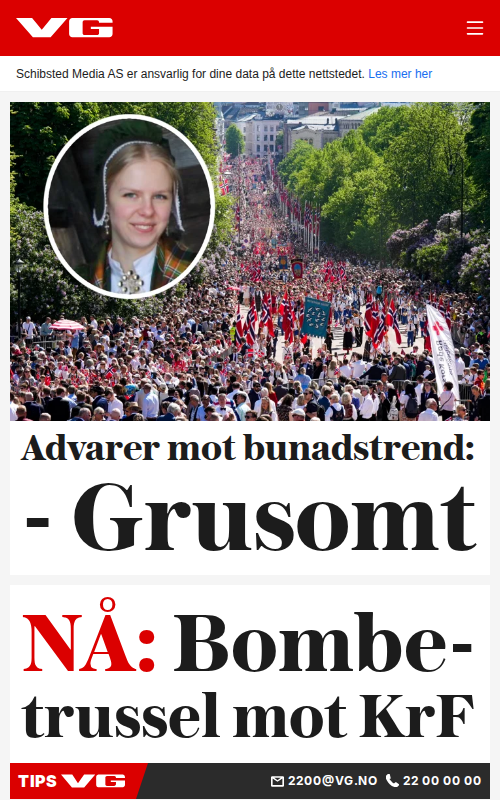 VG
Schibsted Media AS er ansvarlig for dine data på dette nettstedet. Les mer her
Advarer mot bunadstrend:
- Grusomt
NÅ: Bombe-
trussel mot KrF
TIPS VG 2200@VG.NO 22 00 00 00